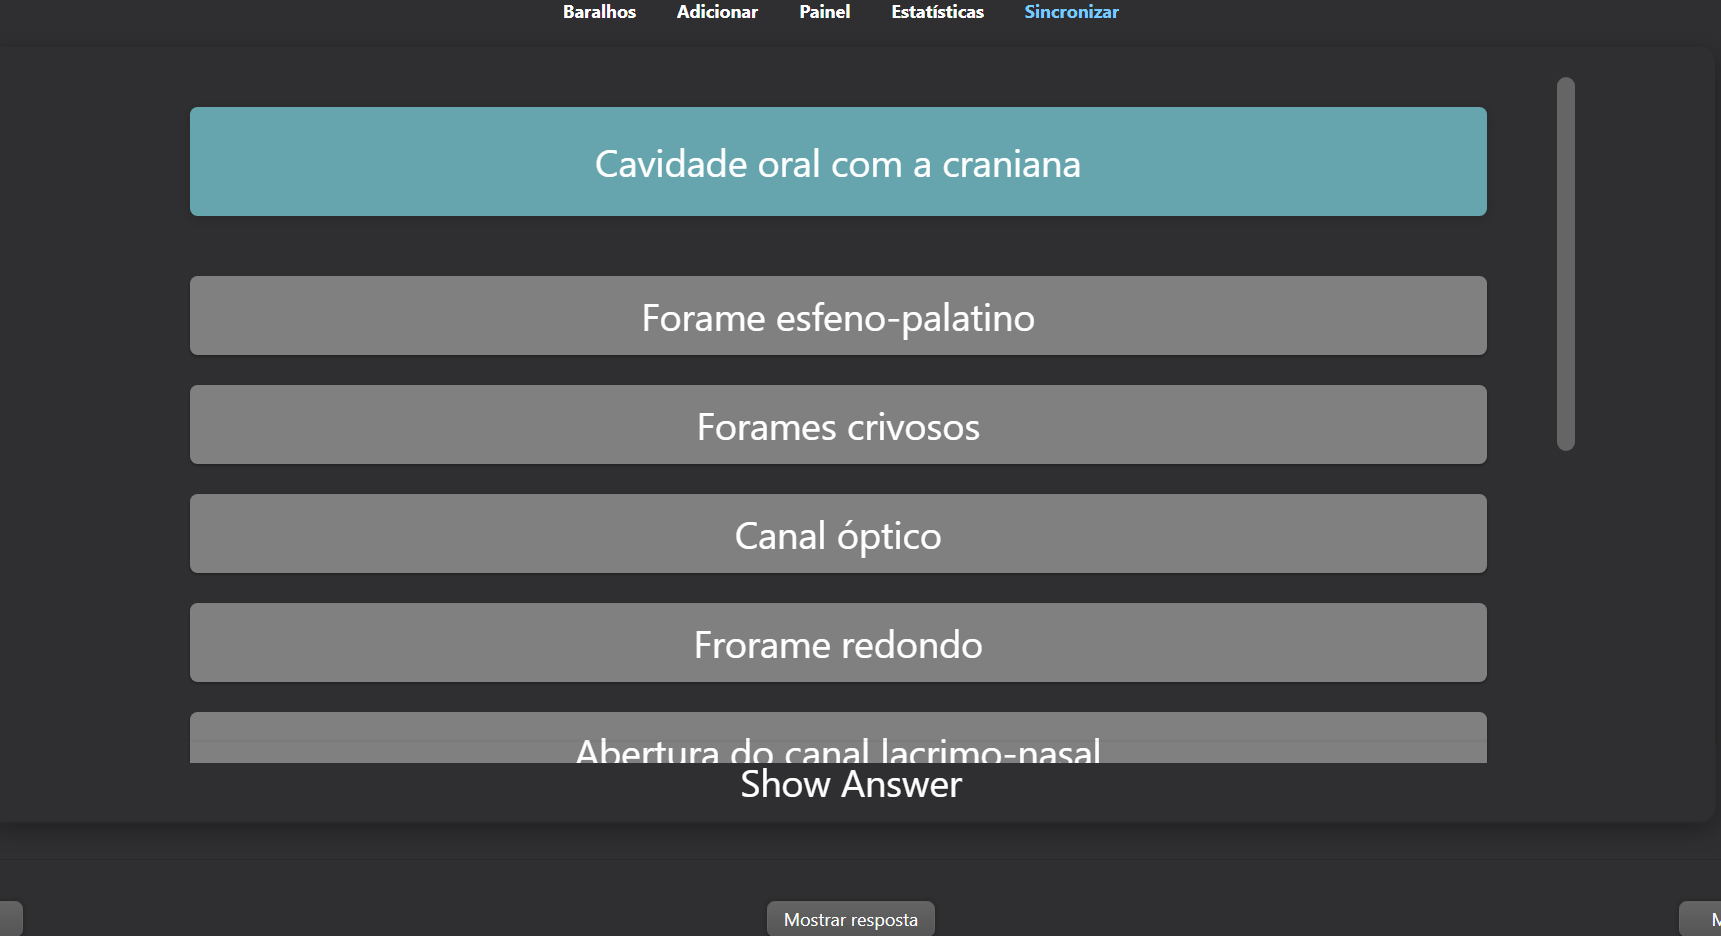 Baralhos Adicionar Painel Estatísticas Sincronizar
Cavidade oral com a craniana
Forame esfeno-palatino
Forames crivosos
Canal óptico
Frorame redondo
Abertura do canal lacrimo-nasal
Show Answer
Mostrar resposta